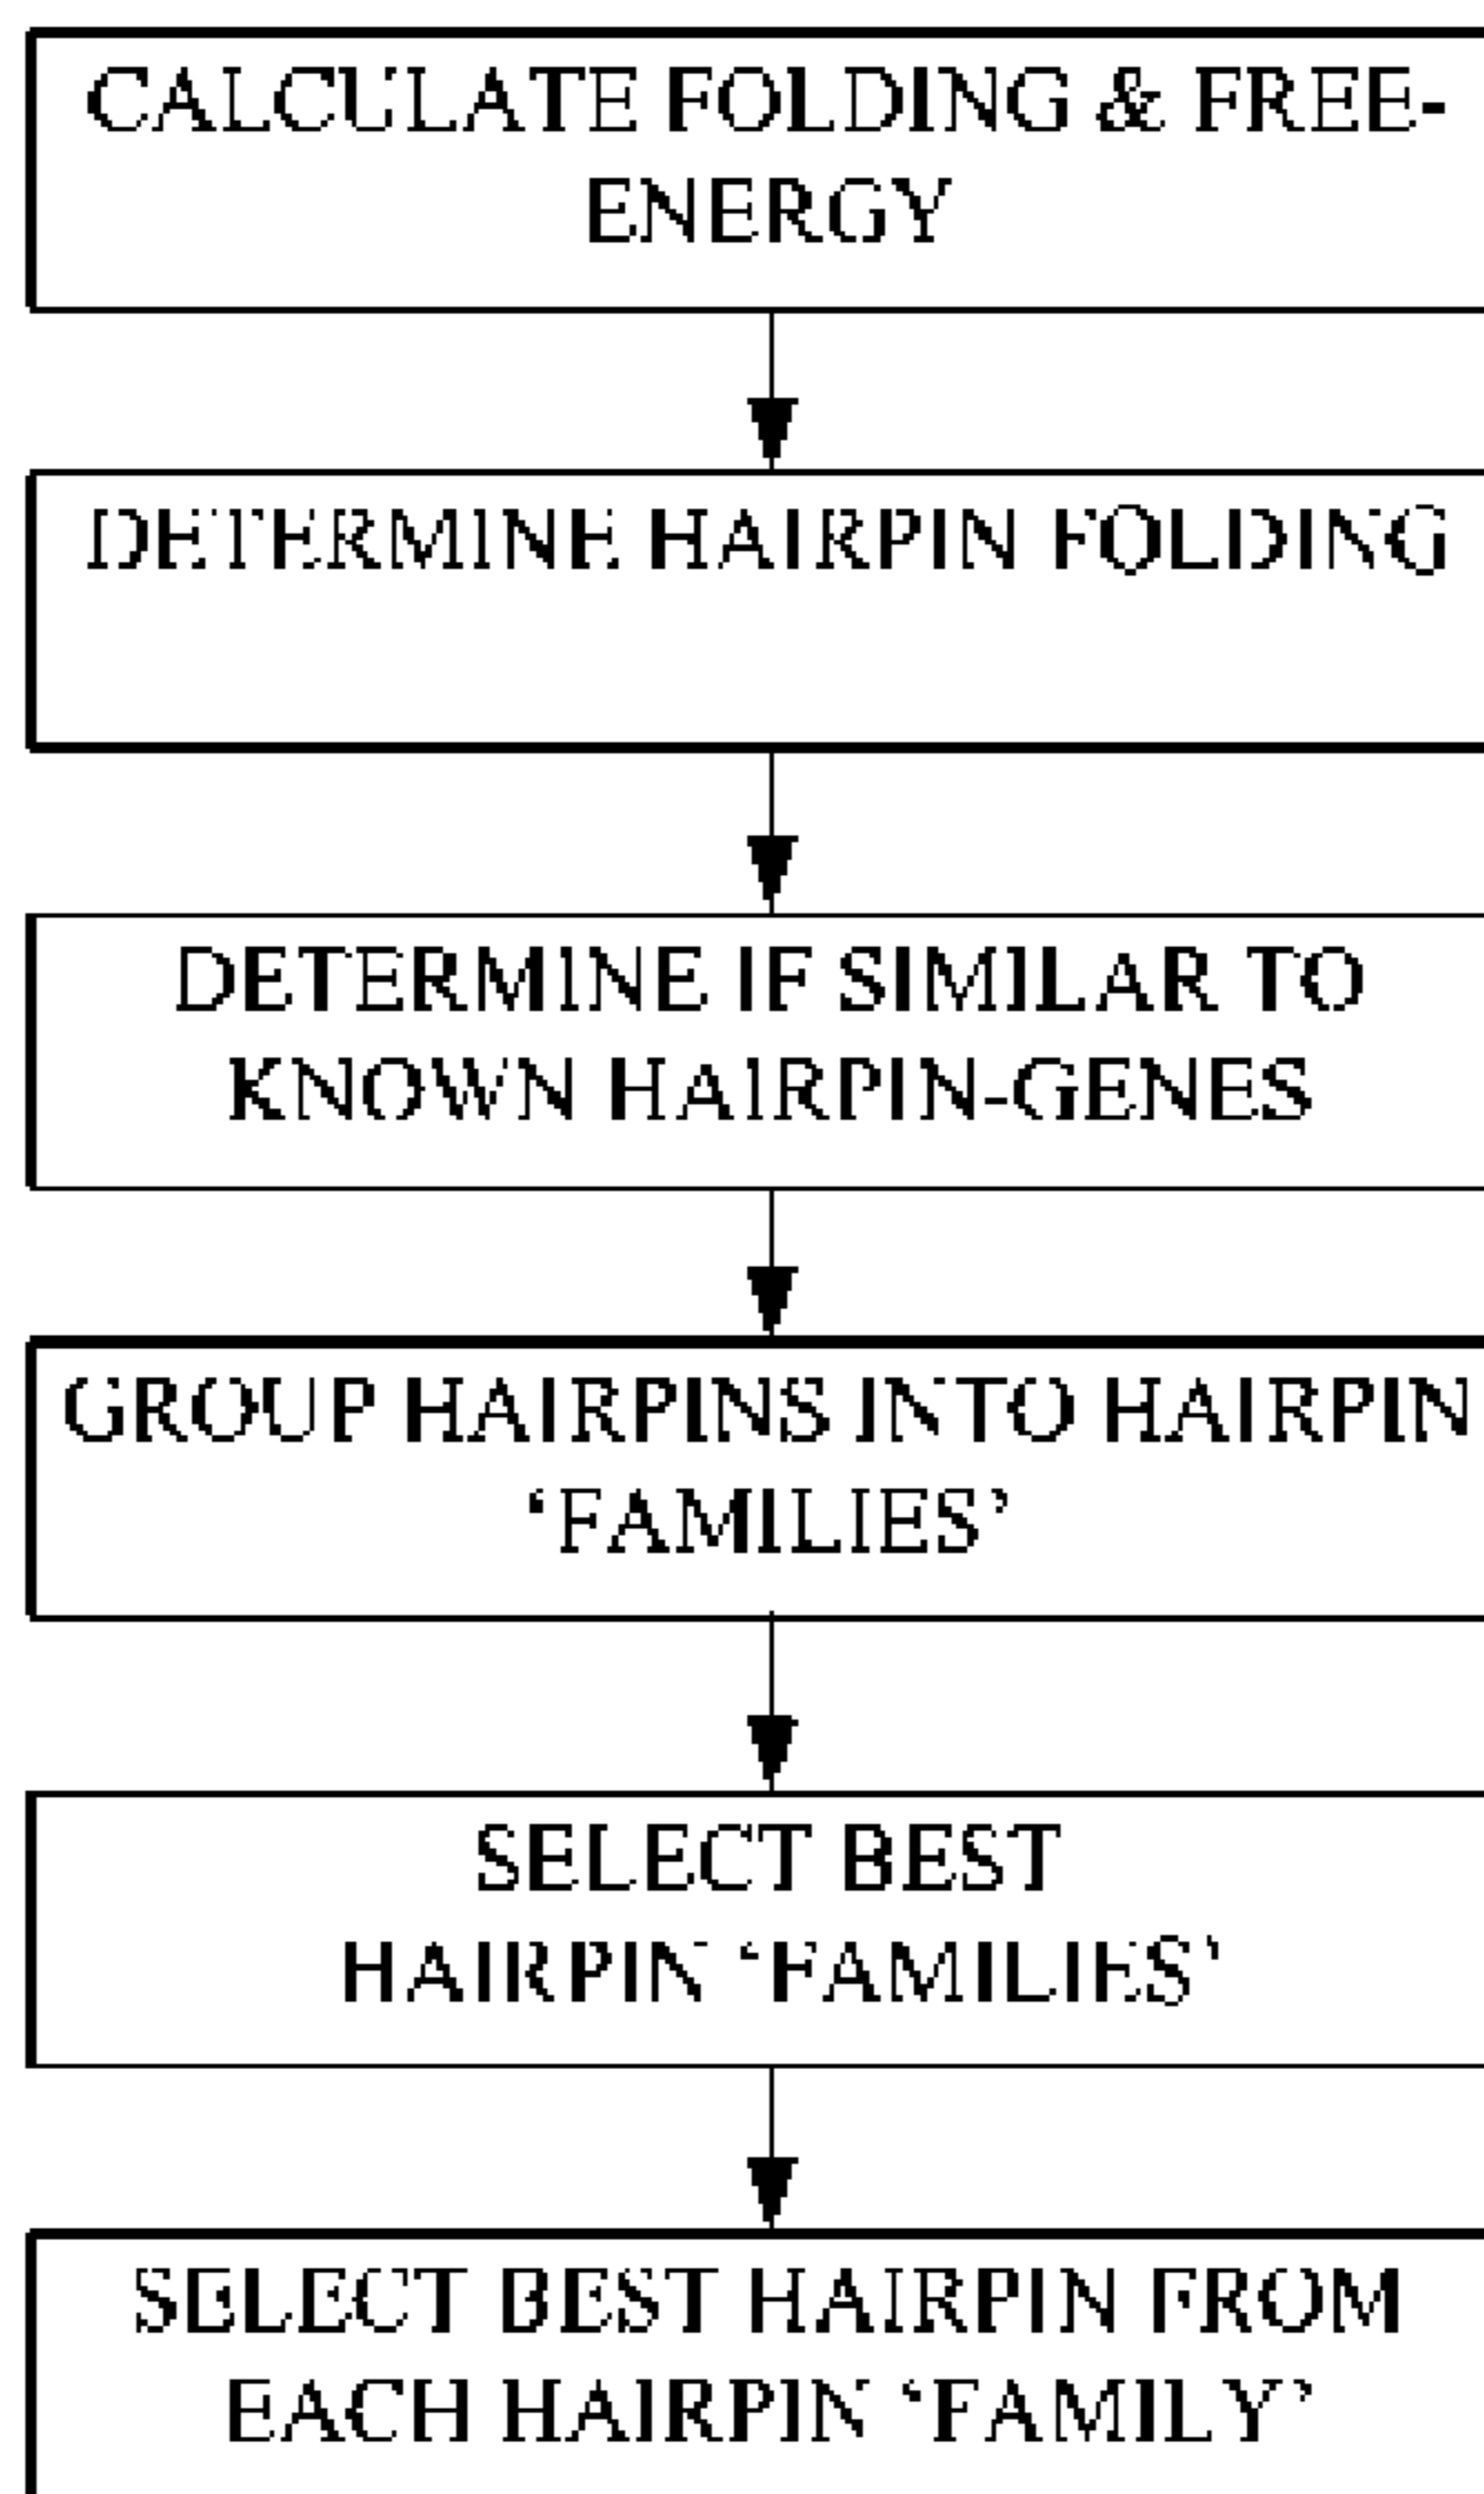 CALCULATE FOLDING & FREE-
ENERGY
DETERMINE HAIRPIN FOLDING
DETERMINE IF SIMILAR TO
KNOWN HAIRPIN-GENES
GROUP HAIRPINS INTO HAIRPIN
‘FAMILIES’
SELECT BEST
HAIRPIN ‘FAMILIES’
SELECT BEST HAIRPIN FROM
EACH HAIRPIN ‘FAMILY’